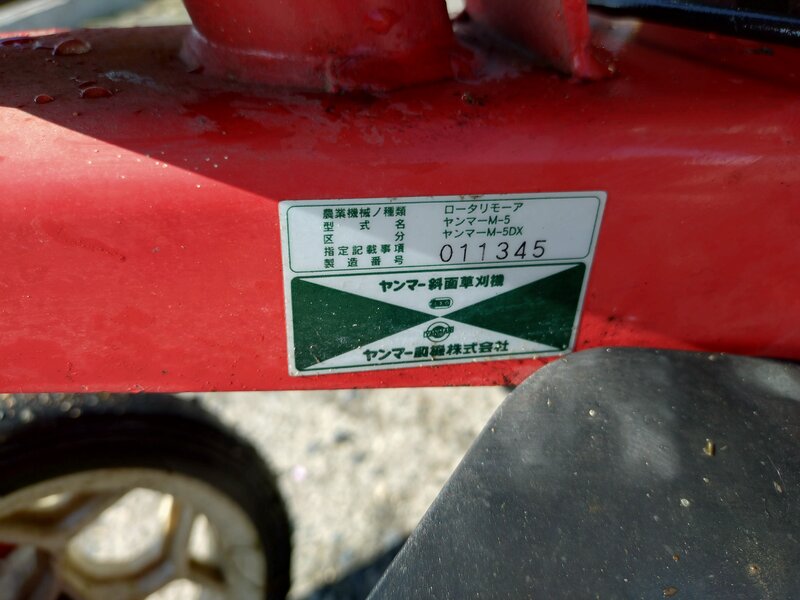 農業機械ノ種類 ロータリモーア
型式名 ヤンマーM-5
区分 ヤンマーM-5DX
指定記載事項
製造番号 011345
ヤンマー斜面草刈機
YANMAR
ヤンマー農機株式会社